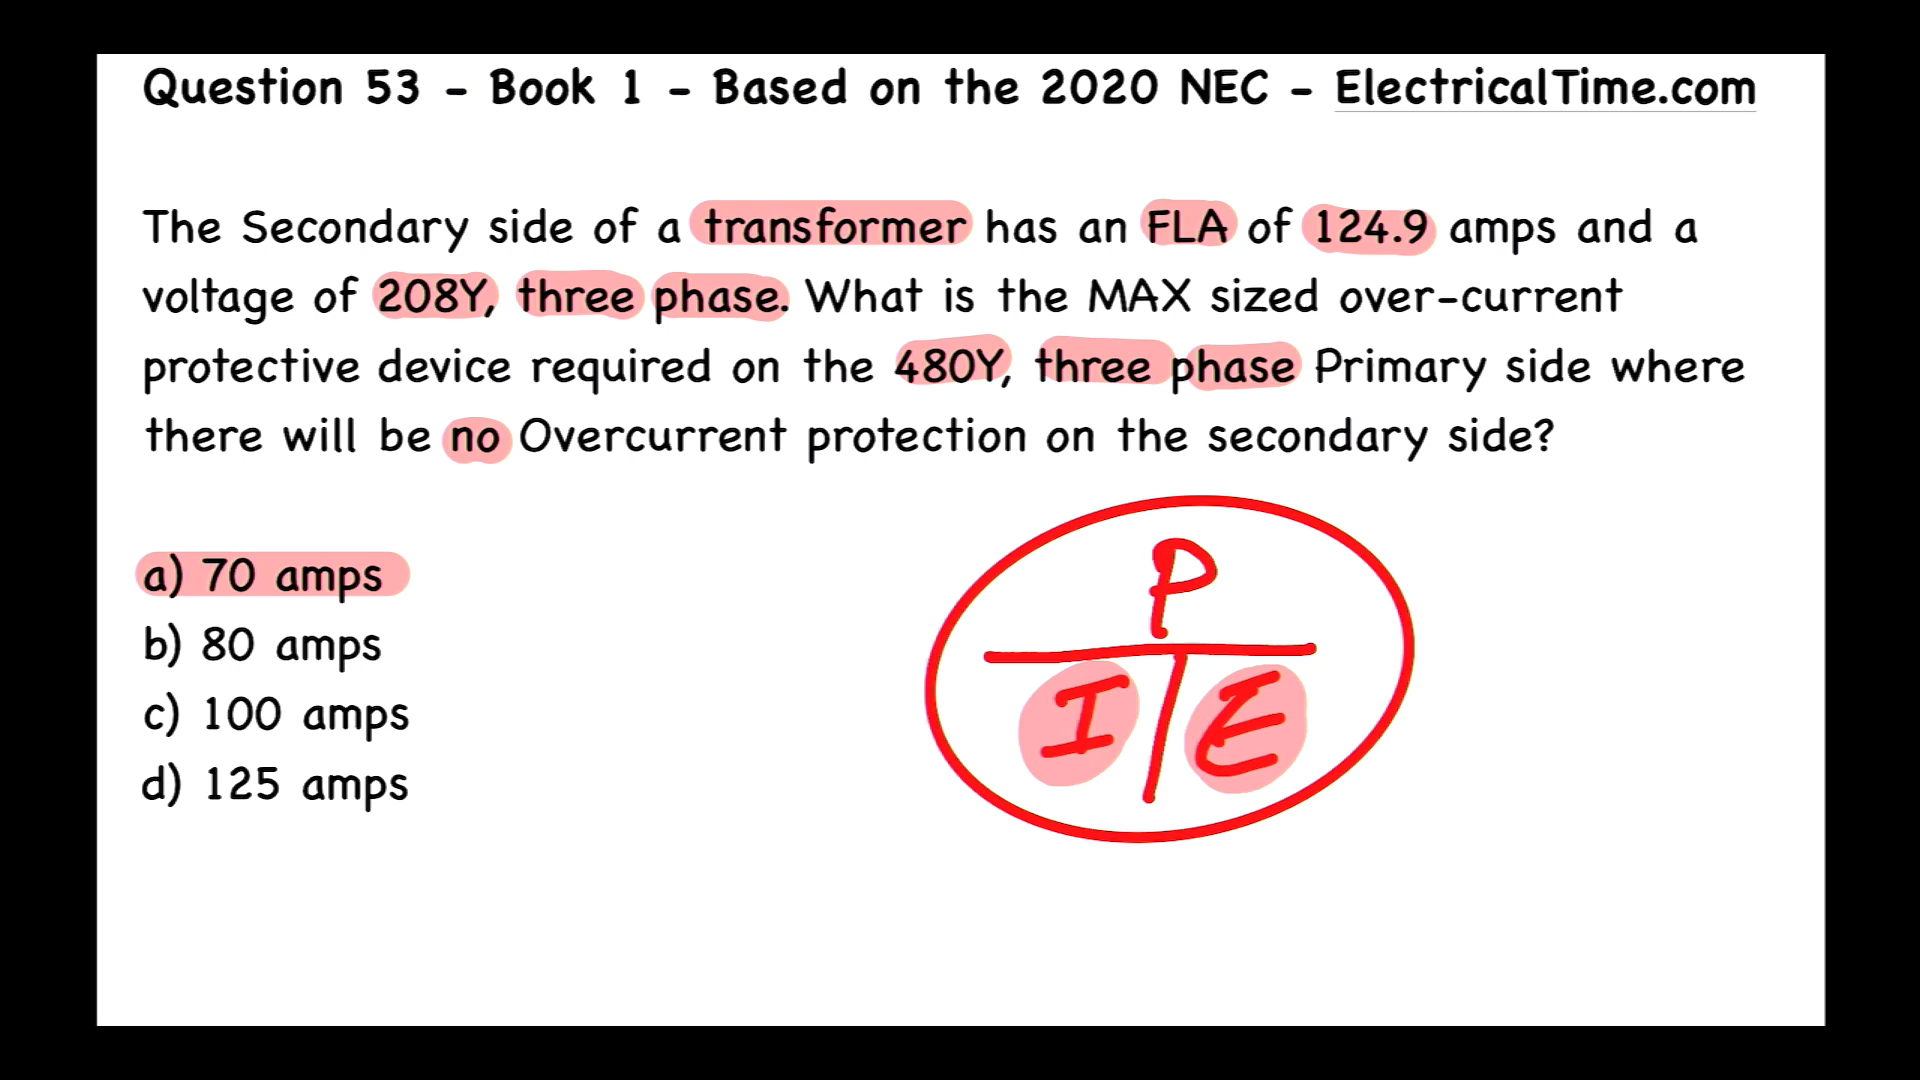 Question 53 - Book 1 - Based on the 2020 NEC - ElectricalTime.com
The Secondary side of a transformer has an FLA of 124.9 amps and a
voltage of 208Y, three phase. What is the MAX sized over-current
protective device required on the 480Y, three phase Primary side where
there will be no Overcurrent protection on the secondary side?
a) 70 amps
b) 80 amps
c) 100 amps
d) 125 amps
P
I E